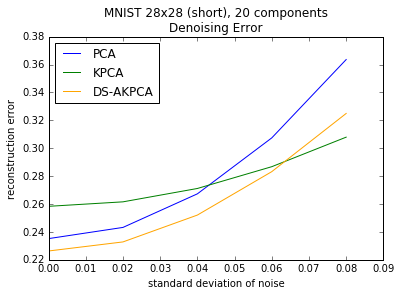 MNIST 28x28 (short), 20 components
Denoising Error
0.38
0.36
0.34
0.32
0.30
0.28
0.26
0.24
0.22
reconstruction error
PCA
KPCA
DS-AKPCA
0.00 0.01 0.02 0.03 0.04 0.05 0.06 0.07 0.08 0.09
standard deviation of noise